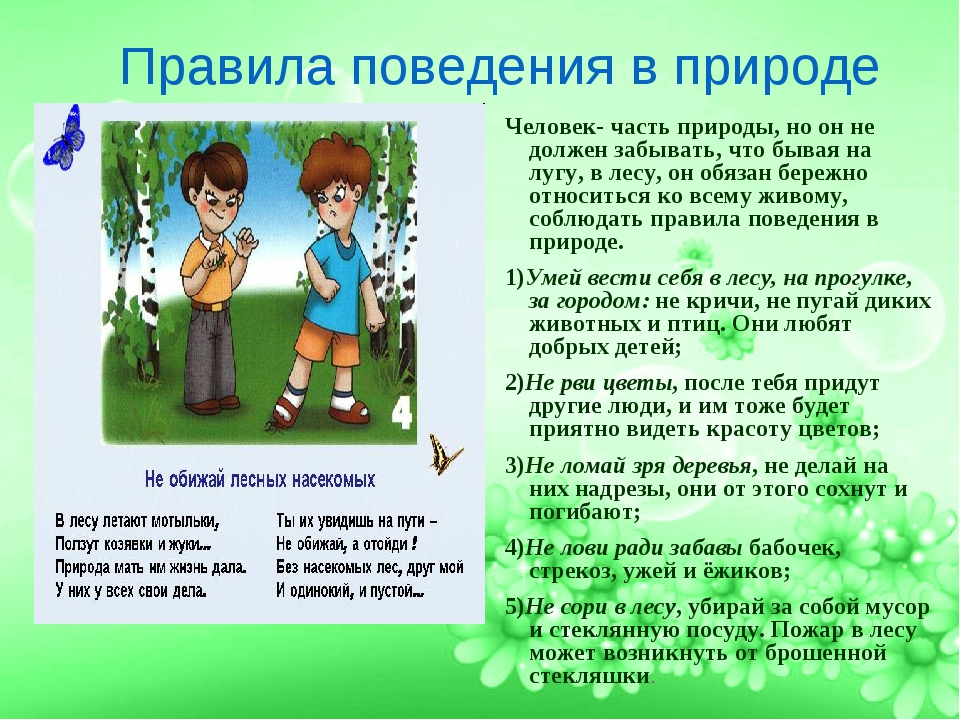 Правила поведения в природе
4
Не обижай лесных насекомых
В лесу летают мотыльки,
Ползут козявки и жуки...
Природа мать им жизнь дала.
У них у всех свои дела.
Ты их увидишь на пути –
Не обижай, а отойди !
Без насекомых лес, друг мой
И одинокий, и пустой...
Человек- часть природы, но он не
должен забывать, что бывая на
лугу, в лесу, он обязан бережно
относиться ко всему живому,
соблюдать правила поведения в
природе.
1)Умей вести себя в лесу, на прогулке,
за городом: не кричи, не пугай диких
животных и птиц. Они любят
добрых детей;
2)Не рви цветы, после тебя придут
другие люди, и им тоже будет
приятно видеть красоту цветов;
3)Не ломай зря деревья, не делай на
них надрезы, они от этого сохнут и
погибают;
4)Не лови ради забавы бабочек,
стрекоз, ужей и ёжиков;
5)Не сори в лесу, убирай за собой мусор
и стеклянную посуду. Пожар в лесу
может возникнуть от брошенной
стекляшки.